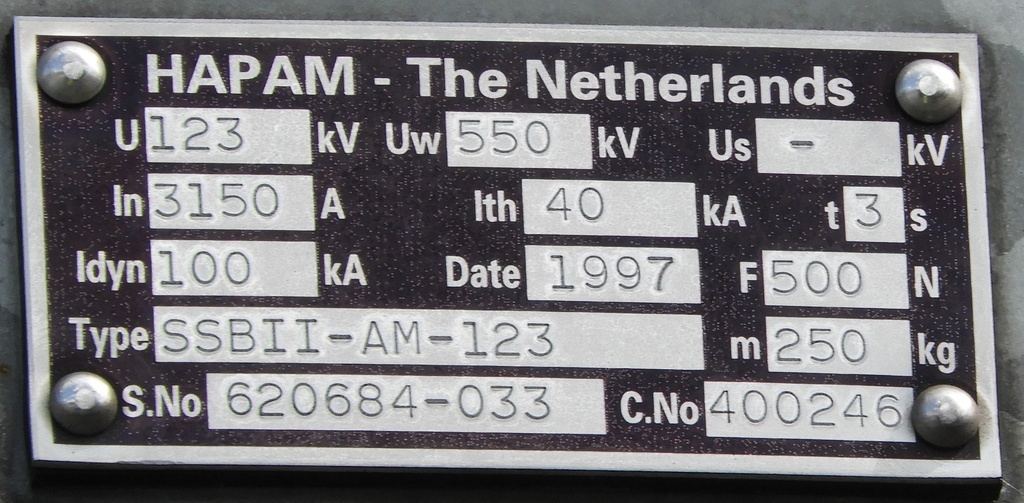 HAPAM - The Netherlands
U 123 kV Uw 550 kV Us - kV
In 3150 A Ith 40 kA t 3 s
Idyn 100 kA Date 1997 F 500 N
Type SSBII-AM-123 m 250 kg
S.No 620684-033 C.No 400246